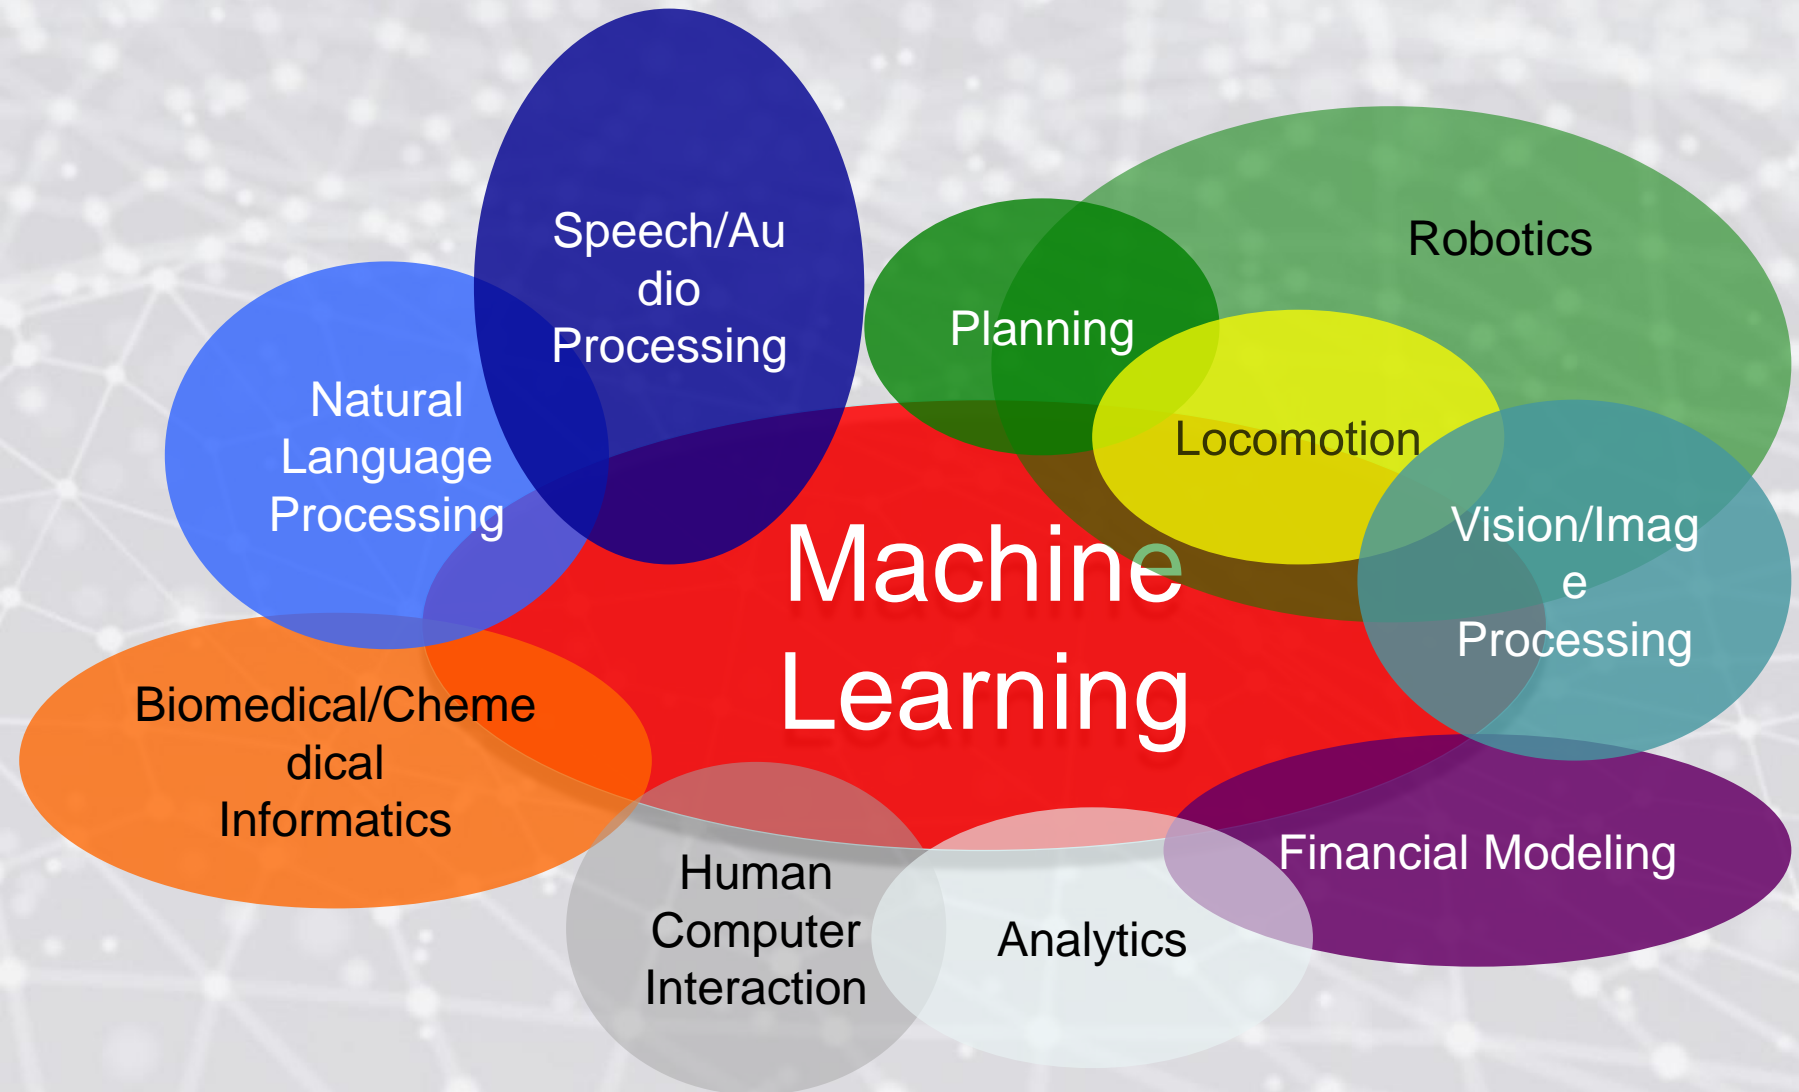 Speech/Au
dio
Processing
Robotics
Planning
Natural
Language
Processing
Locomotion
Vision/Imag
e
Processing
Machine
Learning
Biomedical/Cheme
dical
Informatics
Human
Computer
Interaction
Analytics
Financial Modeling